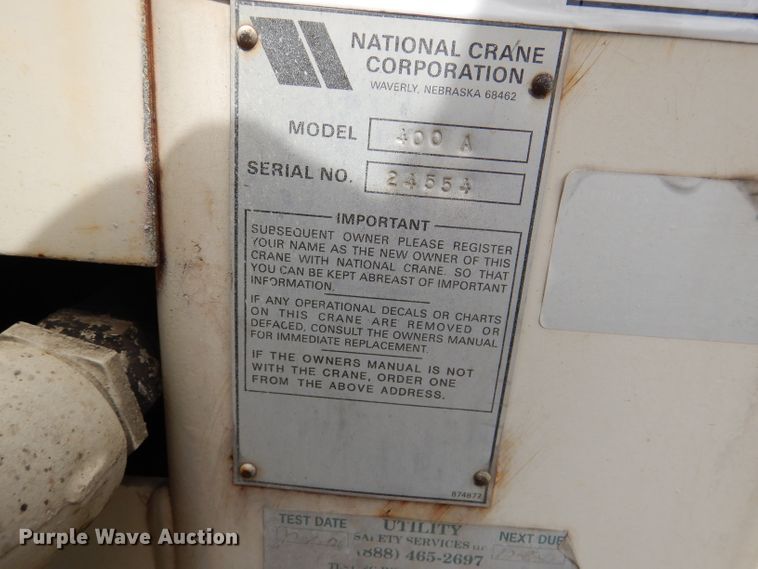 NATIONAL CRANE
CORPORATION
WAVERLY, NEBRASKA 68462
MODEL 400 A
SERIAL NO. 24554
IMPORTANT
SUBSEQUENT OWNER PLEASE REGISTER
YOUR NAME AS THE NEW OWNER OF THIS
CRANE WITH NATIONAL CRANE. SO THAT
YOU CAN BE KEPT ABREAST OF IMPORTANT
INFORMATION.
IF ANY OPERATIONAL DECALS OR CHARTS
ON THIS CRANE ARE REMOVED OR
DEFACED, CONSULT THE OWNERS MANUAL
FOR IMMEDIATE REPLACEMENT.
IF THE OWNERS MANUAL IS NOT
WITH THE CRANE, ORDER ONE
FROM THE ABOVE ADDRESS.
874877
TEST DATE UTILITY NEXT DUE
SAFETY SERVICES LLC
(888) 465-2697
Purple Wave Auction